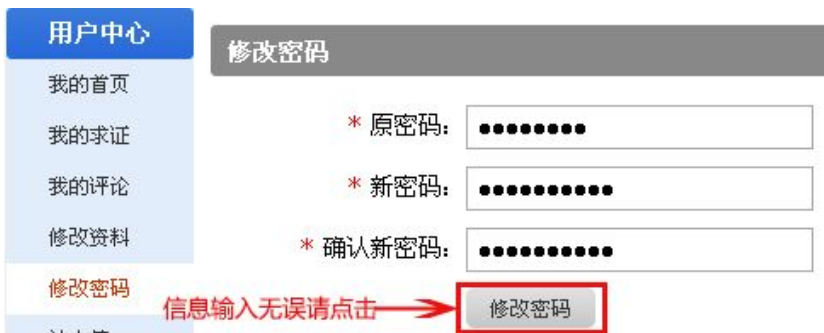 用户中心
修改密码
我的首页
* 原密码：
我的求证
* 新密码：
我的评论
修改资料
* 确认新密码：
修改密码
信息输入无误请点击
修改密码